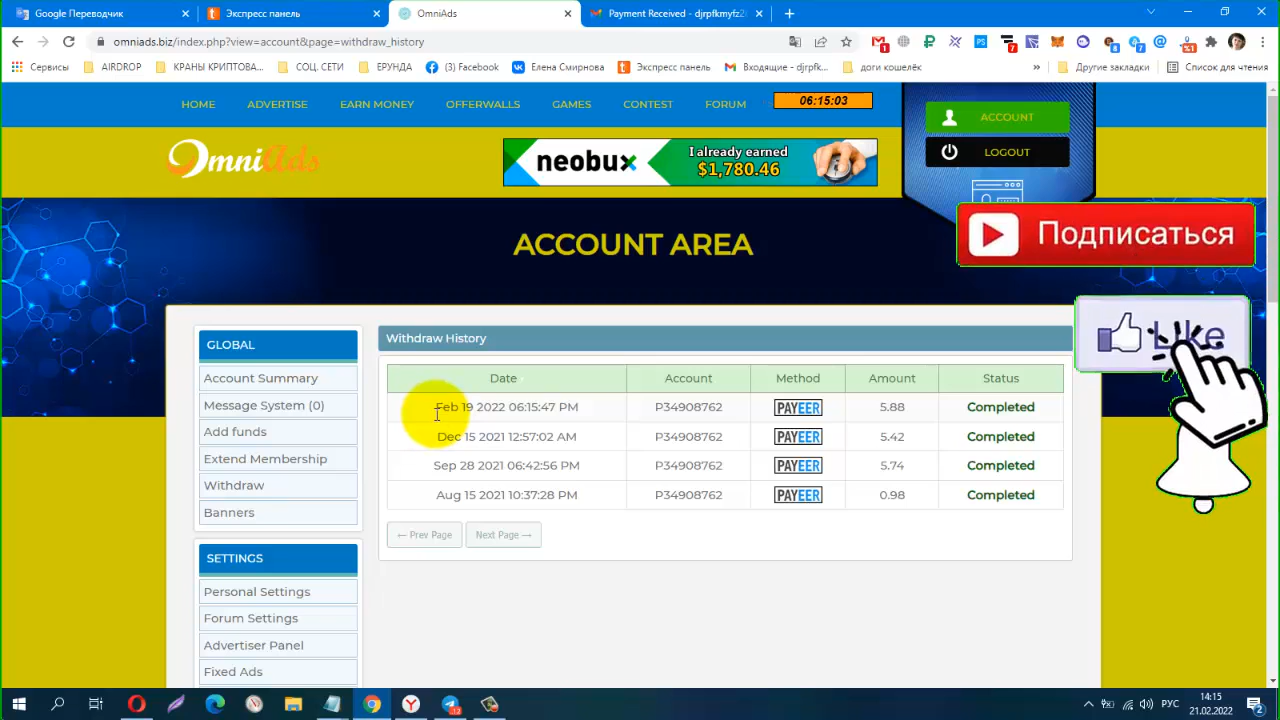 Google Переводчик
Экспресс панель
OmniAds
Payment Received - djrpfkmyfz2
omniads.biz/index.php?view=account&page=withdraw_history
Сервисы
AIRDROP
КРАНЫ КРИПТОВА...
СОЦ. СЕТИ
ЕРУНДА
(3) Facebook
Елена Смирнова
Экспресс панель
Входящие - djrpfk...
доги кошелёк
»
Другие закладки
Список для чтения
HOME
ADVERTISE
EARN MONEY
OFFERWALLS
GAMES
CONTEST
FORUM
06:15:03
ACCOUNT
LOGOUT
OmniAds
neobux
I already earned
$1,780.46
ACCOUNT AREA
Подписаться
Like
GLOBAL
Account Summary
Message System (0)
Add funds
Extend Membership
Withdraw
Banners
SETTINGS
Personal Settings
Forum Settings
Advertiser Panel
Fixed Ads
Withdraw History
Date Account Method Amount Status
Feb 19 2022 06:15:47 PM P34908762 PAYEER 5.88 Completed
Dec 15 2021 12:57:02 AM P34908762 PAYEER 5.42 Completed
Sep 28 2021 06:42:56 PM P34908762 PAYEER 5.74 Completed
Aug 15 2021 10:37:28 PM P34908762 PAYEER 0.98 Completed
← Prev Page
Next Page →
РУС
14:15
21.02.2022